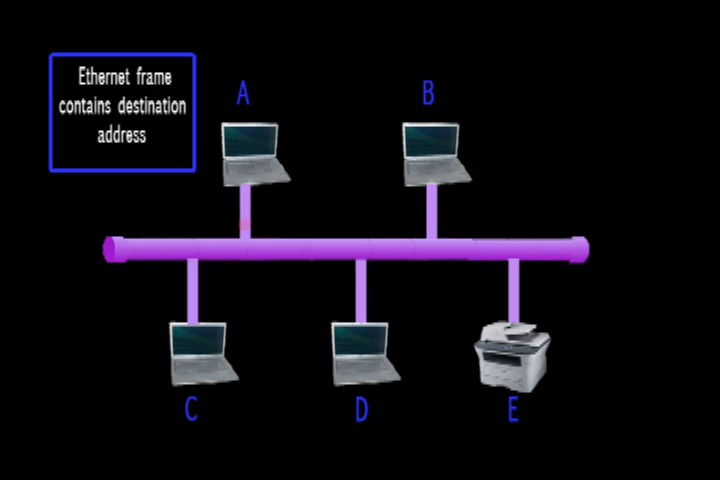 Ethernet frame
contains destination
address
A
B
C
D
E